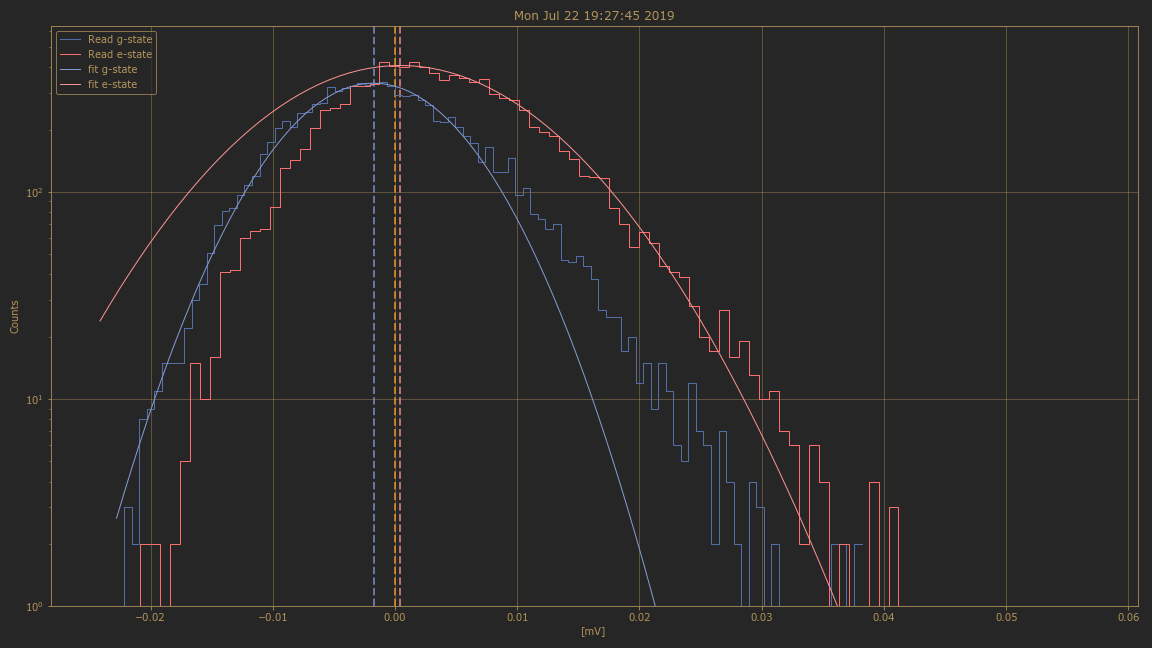 Mon Jul 22 19:27:45 2019
Read g-state
Read e-state
fit g-state
fit e-state
Counts
10²
10¹
10⁰
−0.02 −0.01 0.00 0.01 0.02 0.03 0.04 0.05 0.06
[mV]